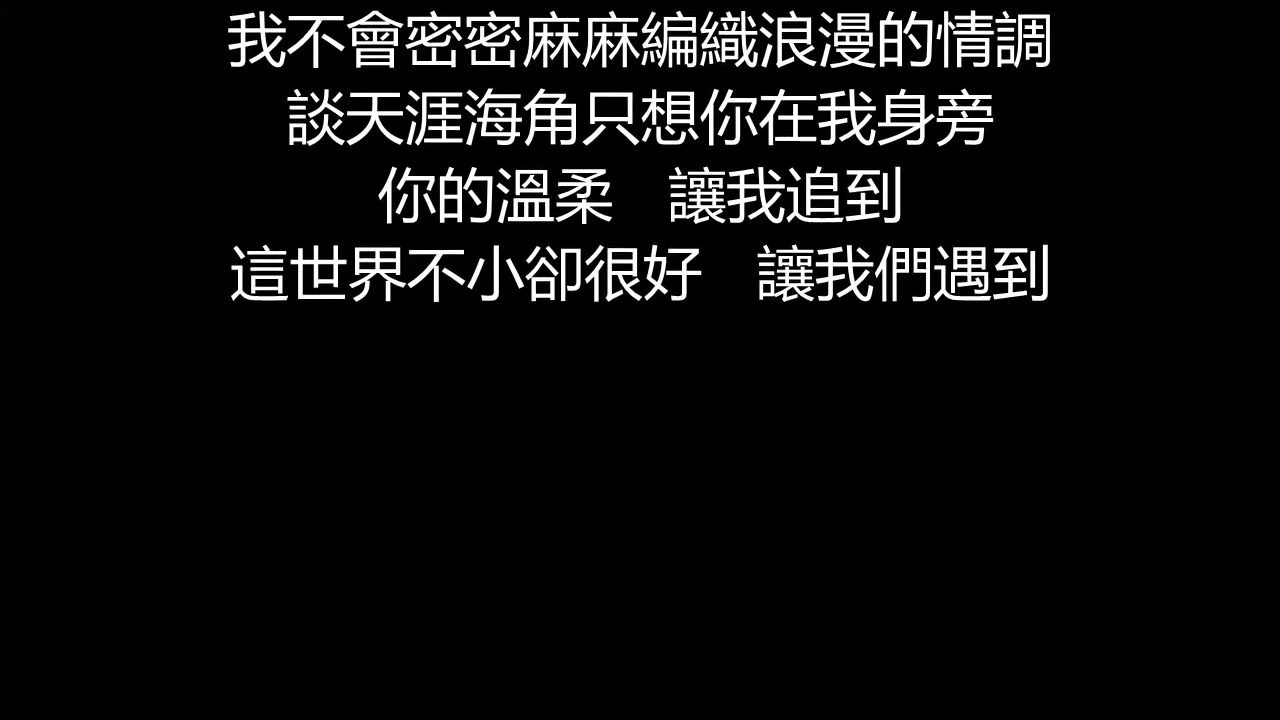 我不會密密麻麻編織浪漫的情調
談天涯海角只想你在我身旁
你的溫柔　讓我追到
這世界不小卻很好　讓我們遇到